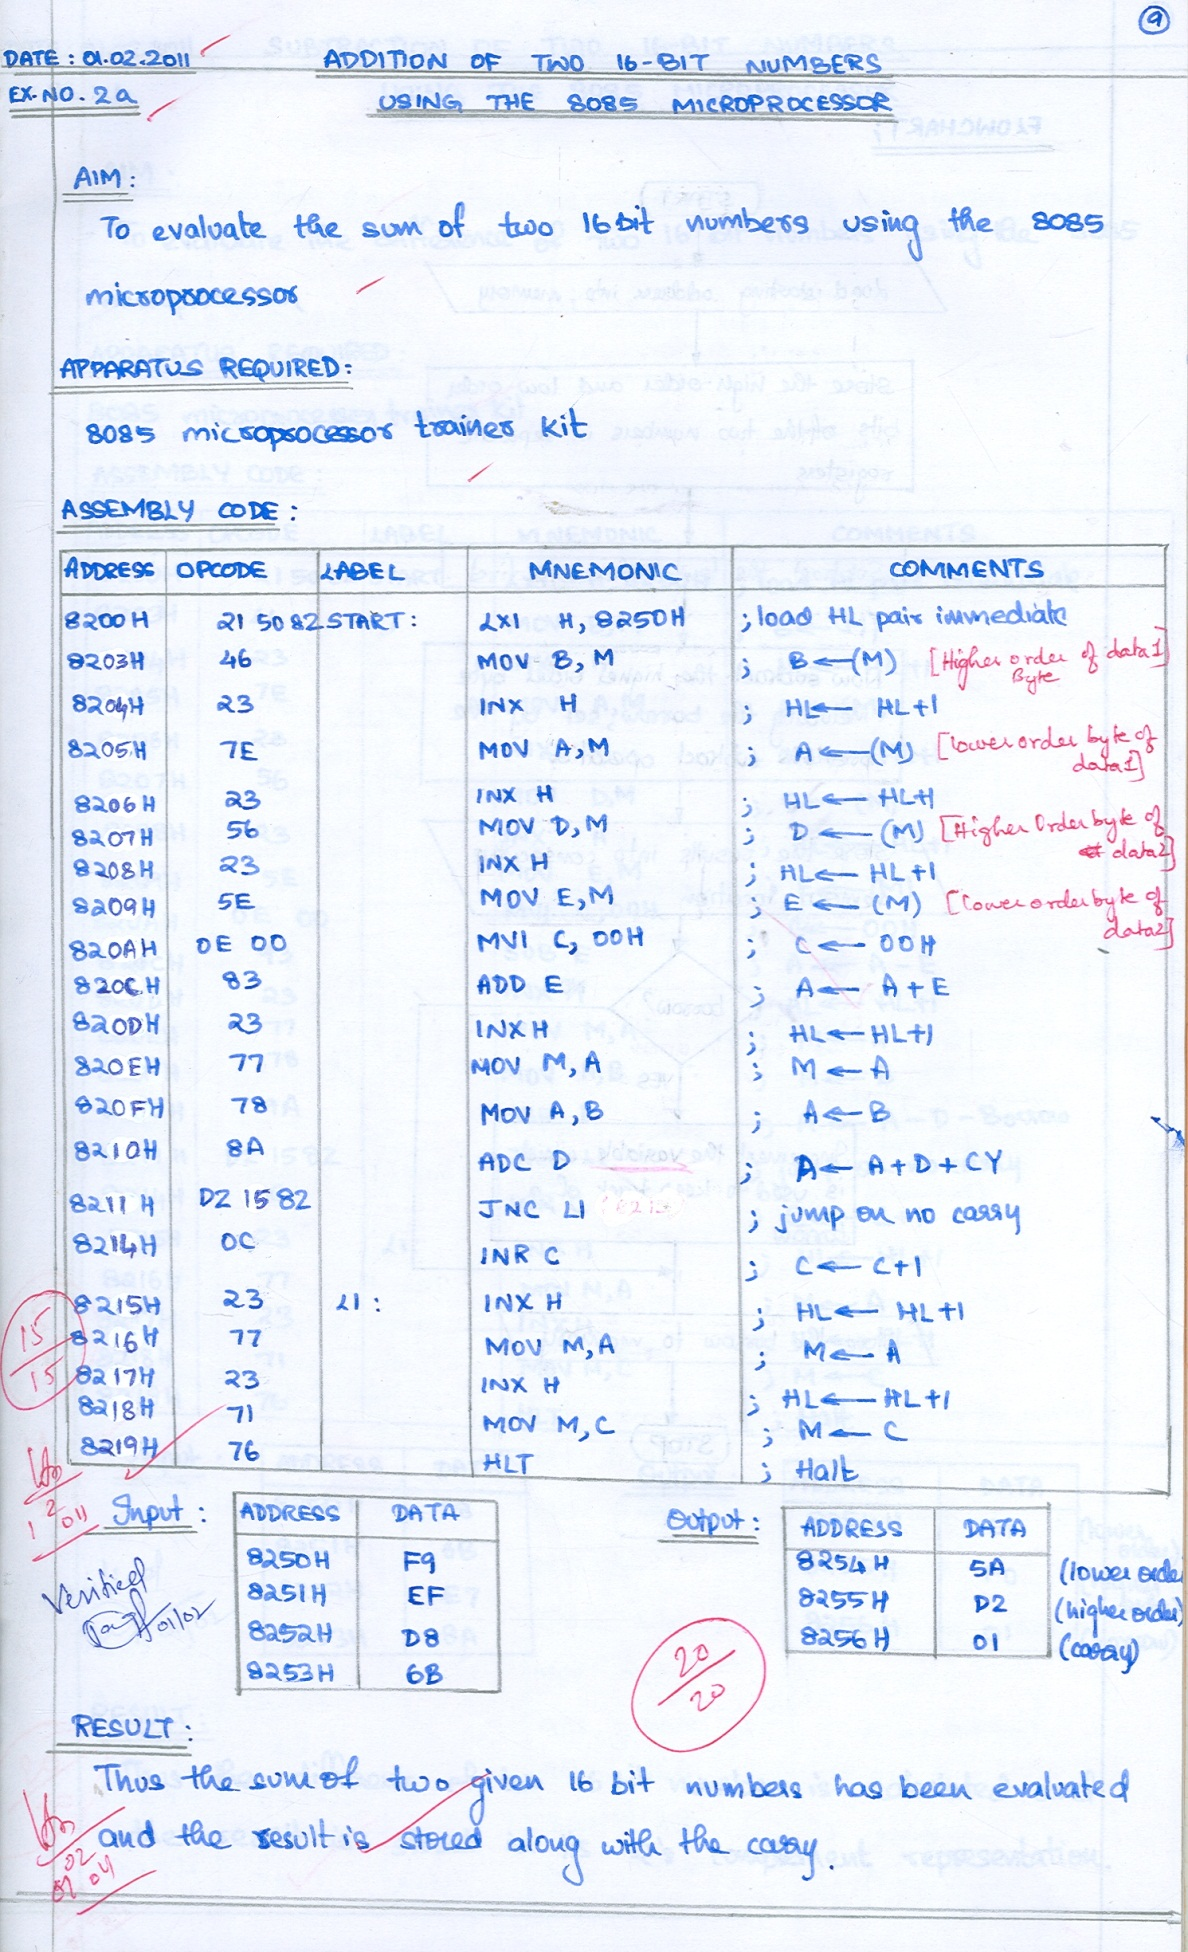 9
DATE : 01.02.2011 ADDITION OF TWO 16-BIT NUMBERS
EX-NO. 2a USING THE 8085 MICROPROCESSOR
AIM :
To evaluate the sum of two 16 bit numbers using the 8085
microprocessor
APPARATUS REQUIRED :
8085 microprocessor trainer kit
ASSEMBLY CODE :
ADDRESS OPCODE LABEL MNEMONIC COMMENTS
8200H 21 50 82 START : LXI H, 8250H ; load HL pair immediate
8203H 46 MOV B, M ; B ← (M) [Higher order Byte of data1]
8204H 23 INX H ; HL ← HL+1
8205H 7E MOV A, M ; A ← (M) [lower order byte of data1]
8206H 23 INX H ; HL ← HL+1
8207H 56 MOV D, M ; D ← (M) [Higher Order byte of data2]
8208H 23 INX H ; HL ← HL+1
8209H 5E MOV E, M ; E ← (M) [lower order byte of data2]
820AH 0E 00 MVI C, 00H ; C ← 00H
820CH 83 ADD E ; A ← A + E
820DH 23 INX H ; HL ← HL+1
820EH 77 MOV M, A ; M ← A
820FH 78 MOV A, B ; A ← B
8210H 8A ADC D ; A ← A + D + CY
8211H D2 15 82 JNC L1 ; jump on no carry
8214H 0C INR C ; C ← C+1
8215H 23 L1 : INX H ; HL ← HL+1
8216H 77 MOV M, A ; M ← A
8217H 23 INX H ; HL ← HL+1
8218H 71 MOV M, C ; M ← C
8219H 76 HLT ; Halt
15/15
Input : ADDRESS DATA
8250H F9
8251H EF
8252H D8
8253H 6B
Output : ADDRESS DATA
8254H 5A (lower order)
8255H D2 (higher order)
8256H 01 (carry)
Verified
01/02
20/20
RESULT :
Thus the sum of two given 16 bit numbers has been evaluated
and the result is stored along with the carry.